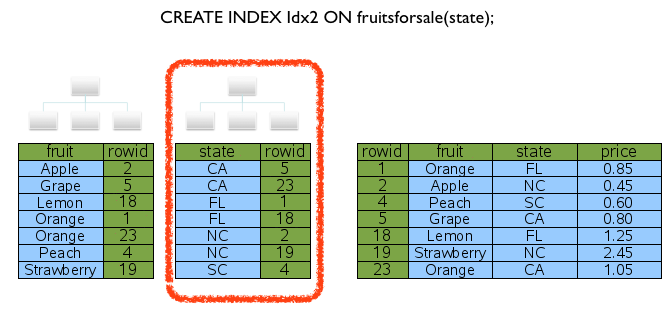 CREATE INDEX Idx2 ON fruitsforsale(state);
fruit rowid
Apple 2
Grape 5
Lemon 18
Orange 1
Orange 23
Peach 4
Strawberry 19
state rowid
CA 5
CA 23
FL 1
FL 18
NC 2
NC 19
SC 4
rowid fruit state price
1 Orange FL 0.85
2 Apple NC 0.45
4 Peach SC 0.60
5 Grape CA 0.80
18 Lemon FL 1.25
19 Strawberry NC 2.45
23 Orange CA 1.05